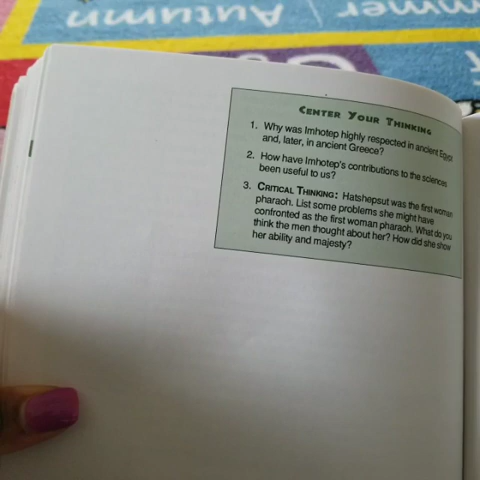 Autumn
mmer
CENTER YOUR THINKING
1. Why was Imhotep highly respected in ancient Egypt
and, later, in ancient Greece?
2. How have Imhotep's contributions to the sciences
been useful to us?
3. CRITICAL THINKING: Hatshepsut was the first woman
pharaoh. List some problems she might have
confronted as the first woman pharaoh. What do you
think the men thought about her? How did she show
her ability and majesty?